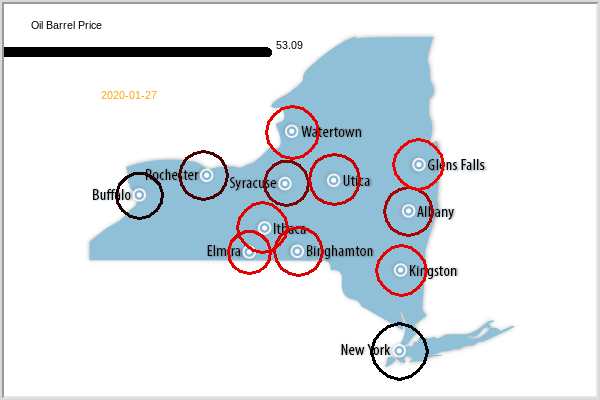 Oil Barrel Price
53.09
2020-01-27
Watertown
Glens Falls
Rochester
Syracuse
Utica
Buffalo
Albany
Ithaca
Elmira
Binghamton
Kingston
New York